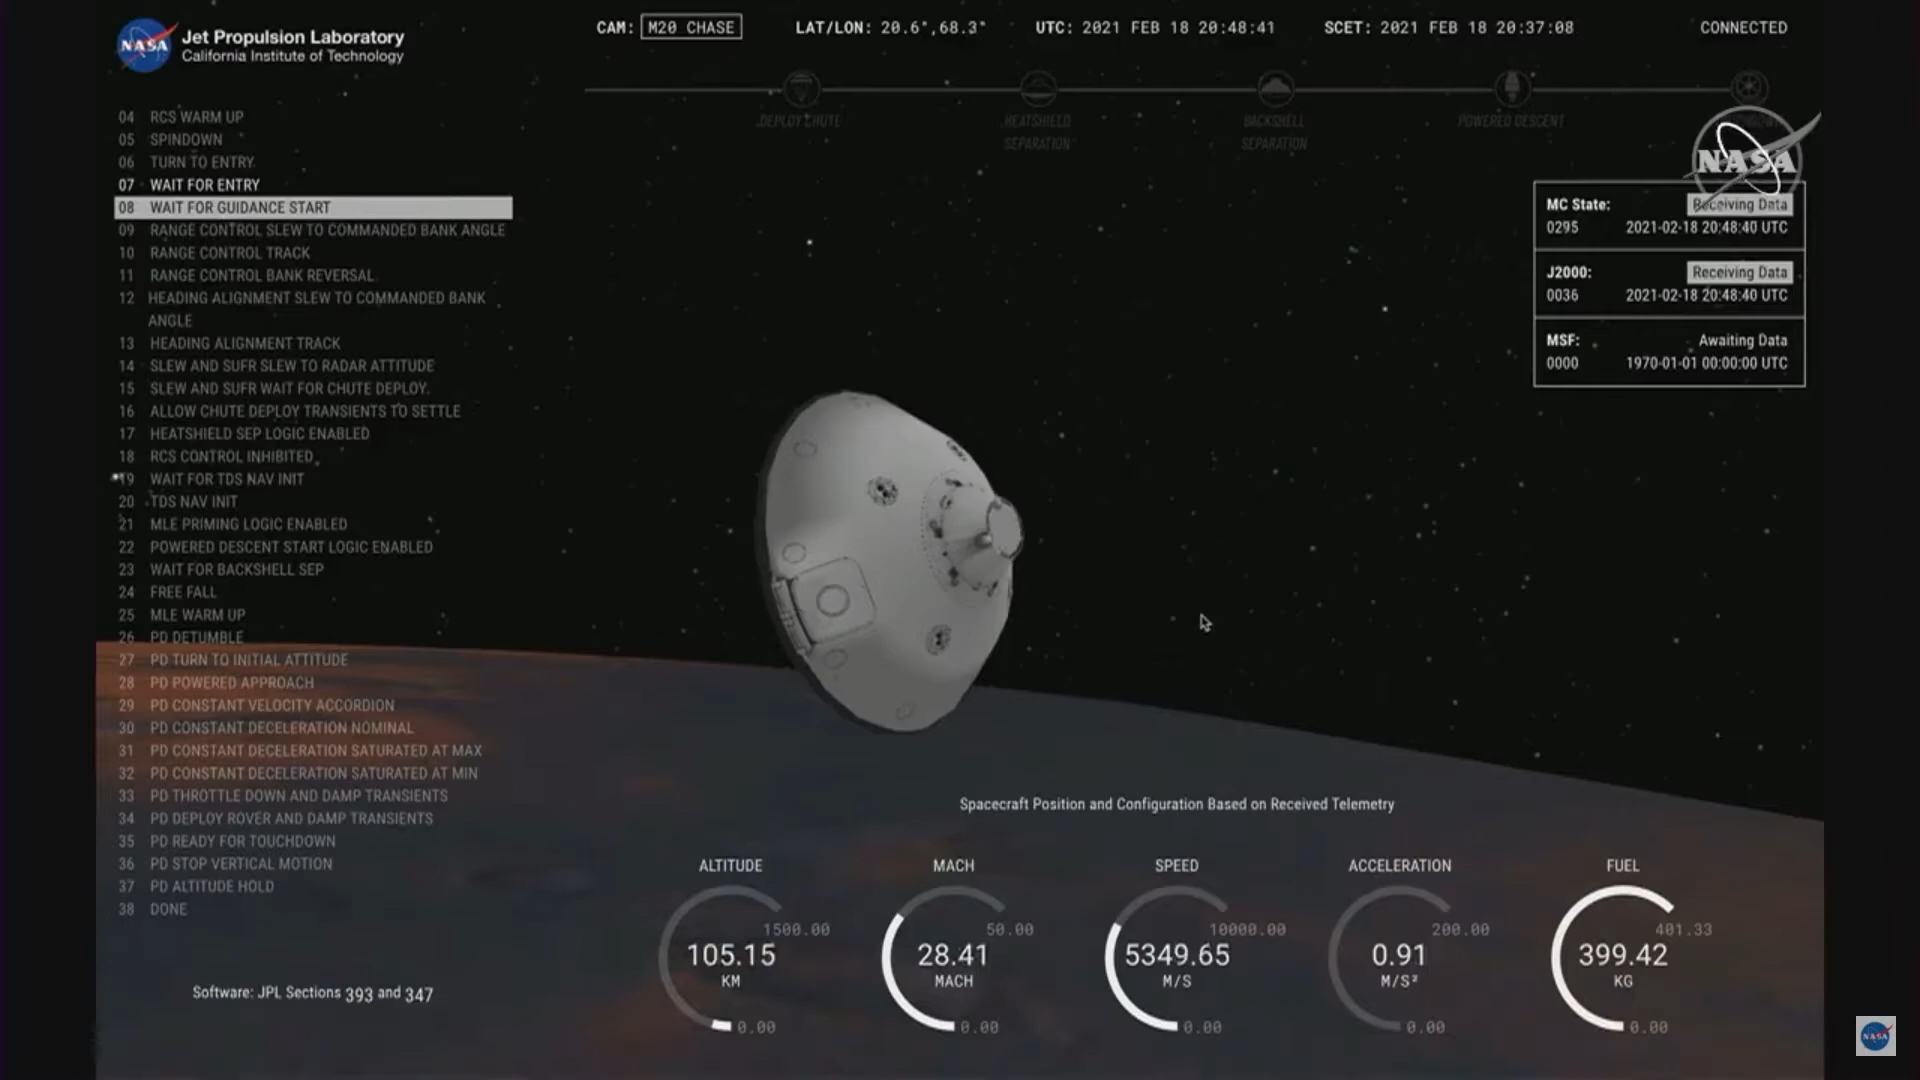 NASA
Jet Propulsion Laboratory
California Institute of Technology
CAM: M20 CHASE
LAT/LON: 20.6°,68.3°
UTC: 2021 FEB 18 20:48:41
SCET: 2021 FEB 18 20:37:08
CONNECTED
DEPLOY CHUTE
HEATSHIELD
SEPARATION
BACKSHELL
SEPARATION
POWERED DESCENT
NASA
04 RCS WARM UP
05 SPINDOWN
06 TURN TO ENTRY
07 WAIT FOR ENTRY
08 WAIT FOR GUIDANCE START
09 RANGE CONTROL SLEW TO COMMANDED BANK ANGLE
10 RANGE CONTROL TRACK
11 RANGE CONTROL BANK REVERSAL
12 HEADING ALIGNMENT SLEW TO COMMANDED BANK
ANGLE
13 HEADING ALIGNMENT TRACK
14 SLEW AND SUFR SLEW TO RADAR ATTITUDE
15 SLEW AND SUFR WAIT FOR CHUTE DEPLOY
16 ALLOW CHUTE DEPLOY TRANSIENTS TO SETTLE
17 HEATSHIELD SEP LOGIC ENABLED
18 RCS CONTROL INHIBITED
19 WAIT FOR TDS NAV INIT
20 TDS NAV INIT
21 MLE PRIMING LOGIC ENABLED
22 POWERED DESCENT START LOGIC ENABLED
23 WAIT FOR BACKSHELL SEP
24 FREE FALL
25 MLE WARM UP
26 PD DETUMBLE
27 PD TURN TO INITIAL ATTITUDE
28 PD POWERED APPROACH
29 PD CONSTANT VELOCITY ACCORDION
30 PD CONSTANT DECELERATION NOMINAL
31 PD CONSTANT DECELERATION SATURATED AT MAX
32 PD CONSTANT DECELERATION SATURATED AT MIN
33 PD THROTTLE DOWN AND DAMP TRANSIENTS
34 PD DEPLOY ROVER AND DAMP TRANSIENTS
35 PD READY FOR TOUCHDOWN
36 PD STOP VERTICAL MOTION
37 PD ALTITUDE HOLD
38 DONE
Software: JPL Sections 393 and 347
MC State: Receiving Data
0295 2021-02-18 20:48:40 UTC
J2000: Receiving Data
0036 2021-02-18 20:48:40 UTC
MSF: Awaiting Data
0000 1970-01-01 00:00:00 UTC
Spacecraft Position and Configuration Based on Received Telemetry
ALTITUDE
1500.00
105.15
KM
0.00
MACH
50.00
28.41
MACH
0.00
SPEED
10000.00
5349.65
M/S
0.00
ACCELERATION
200.00
0.91
M/S²
0.00
FUEL
401.33
399.42
KG
0.00
NASA